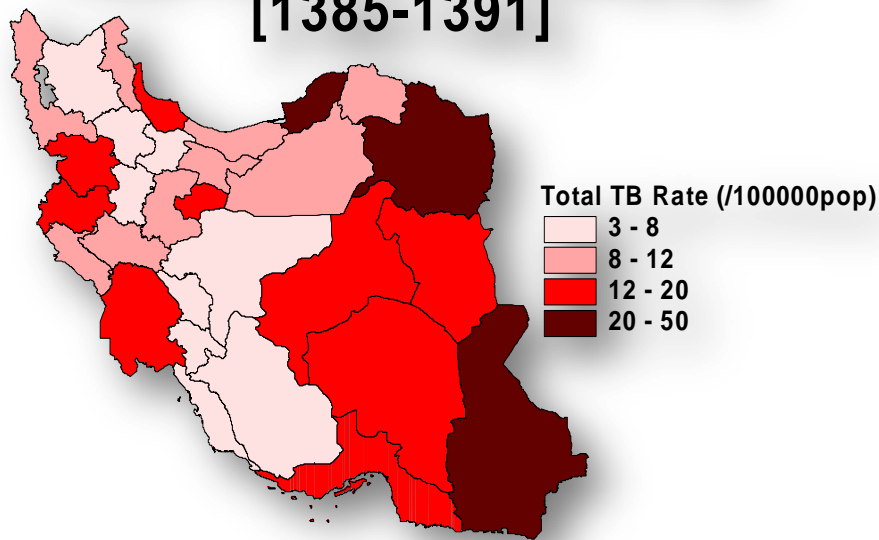 [1385-1391]
Total TB Rate (/100000pop)
3 - 8
8 - 12
12 - 20
20 - 50